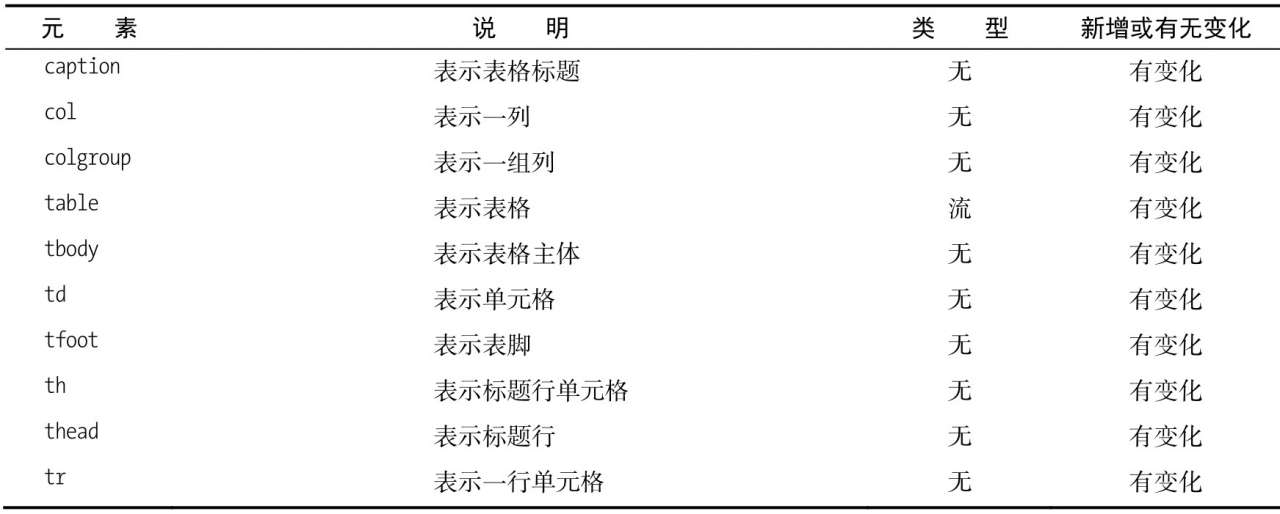 元 素 说 明 类 型 新增或有无变化
caption 表示表格标题 无 有变化
col 表示一列 无 有变化
colgroup 表示一组列 无 有变化
table 表示表格 流 有变化
tbody 表示表格主体 无 有变化
td 表示单元格 无 有变化
tfoot 表示表脚 无 有变化
th 表示标题行单元格 无 有变化
thead 表示标题行 无 有变化
tr 表示一行单元格 无 有变化